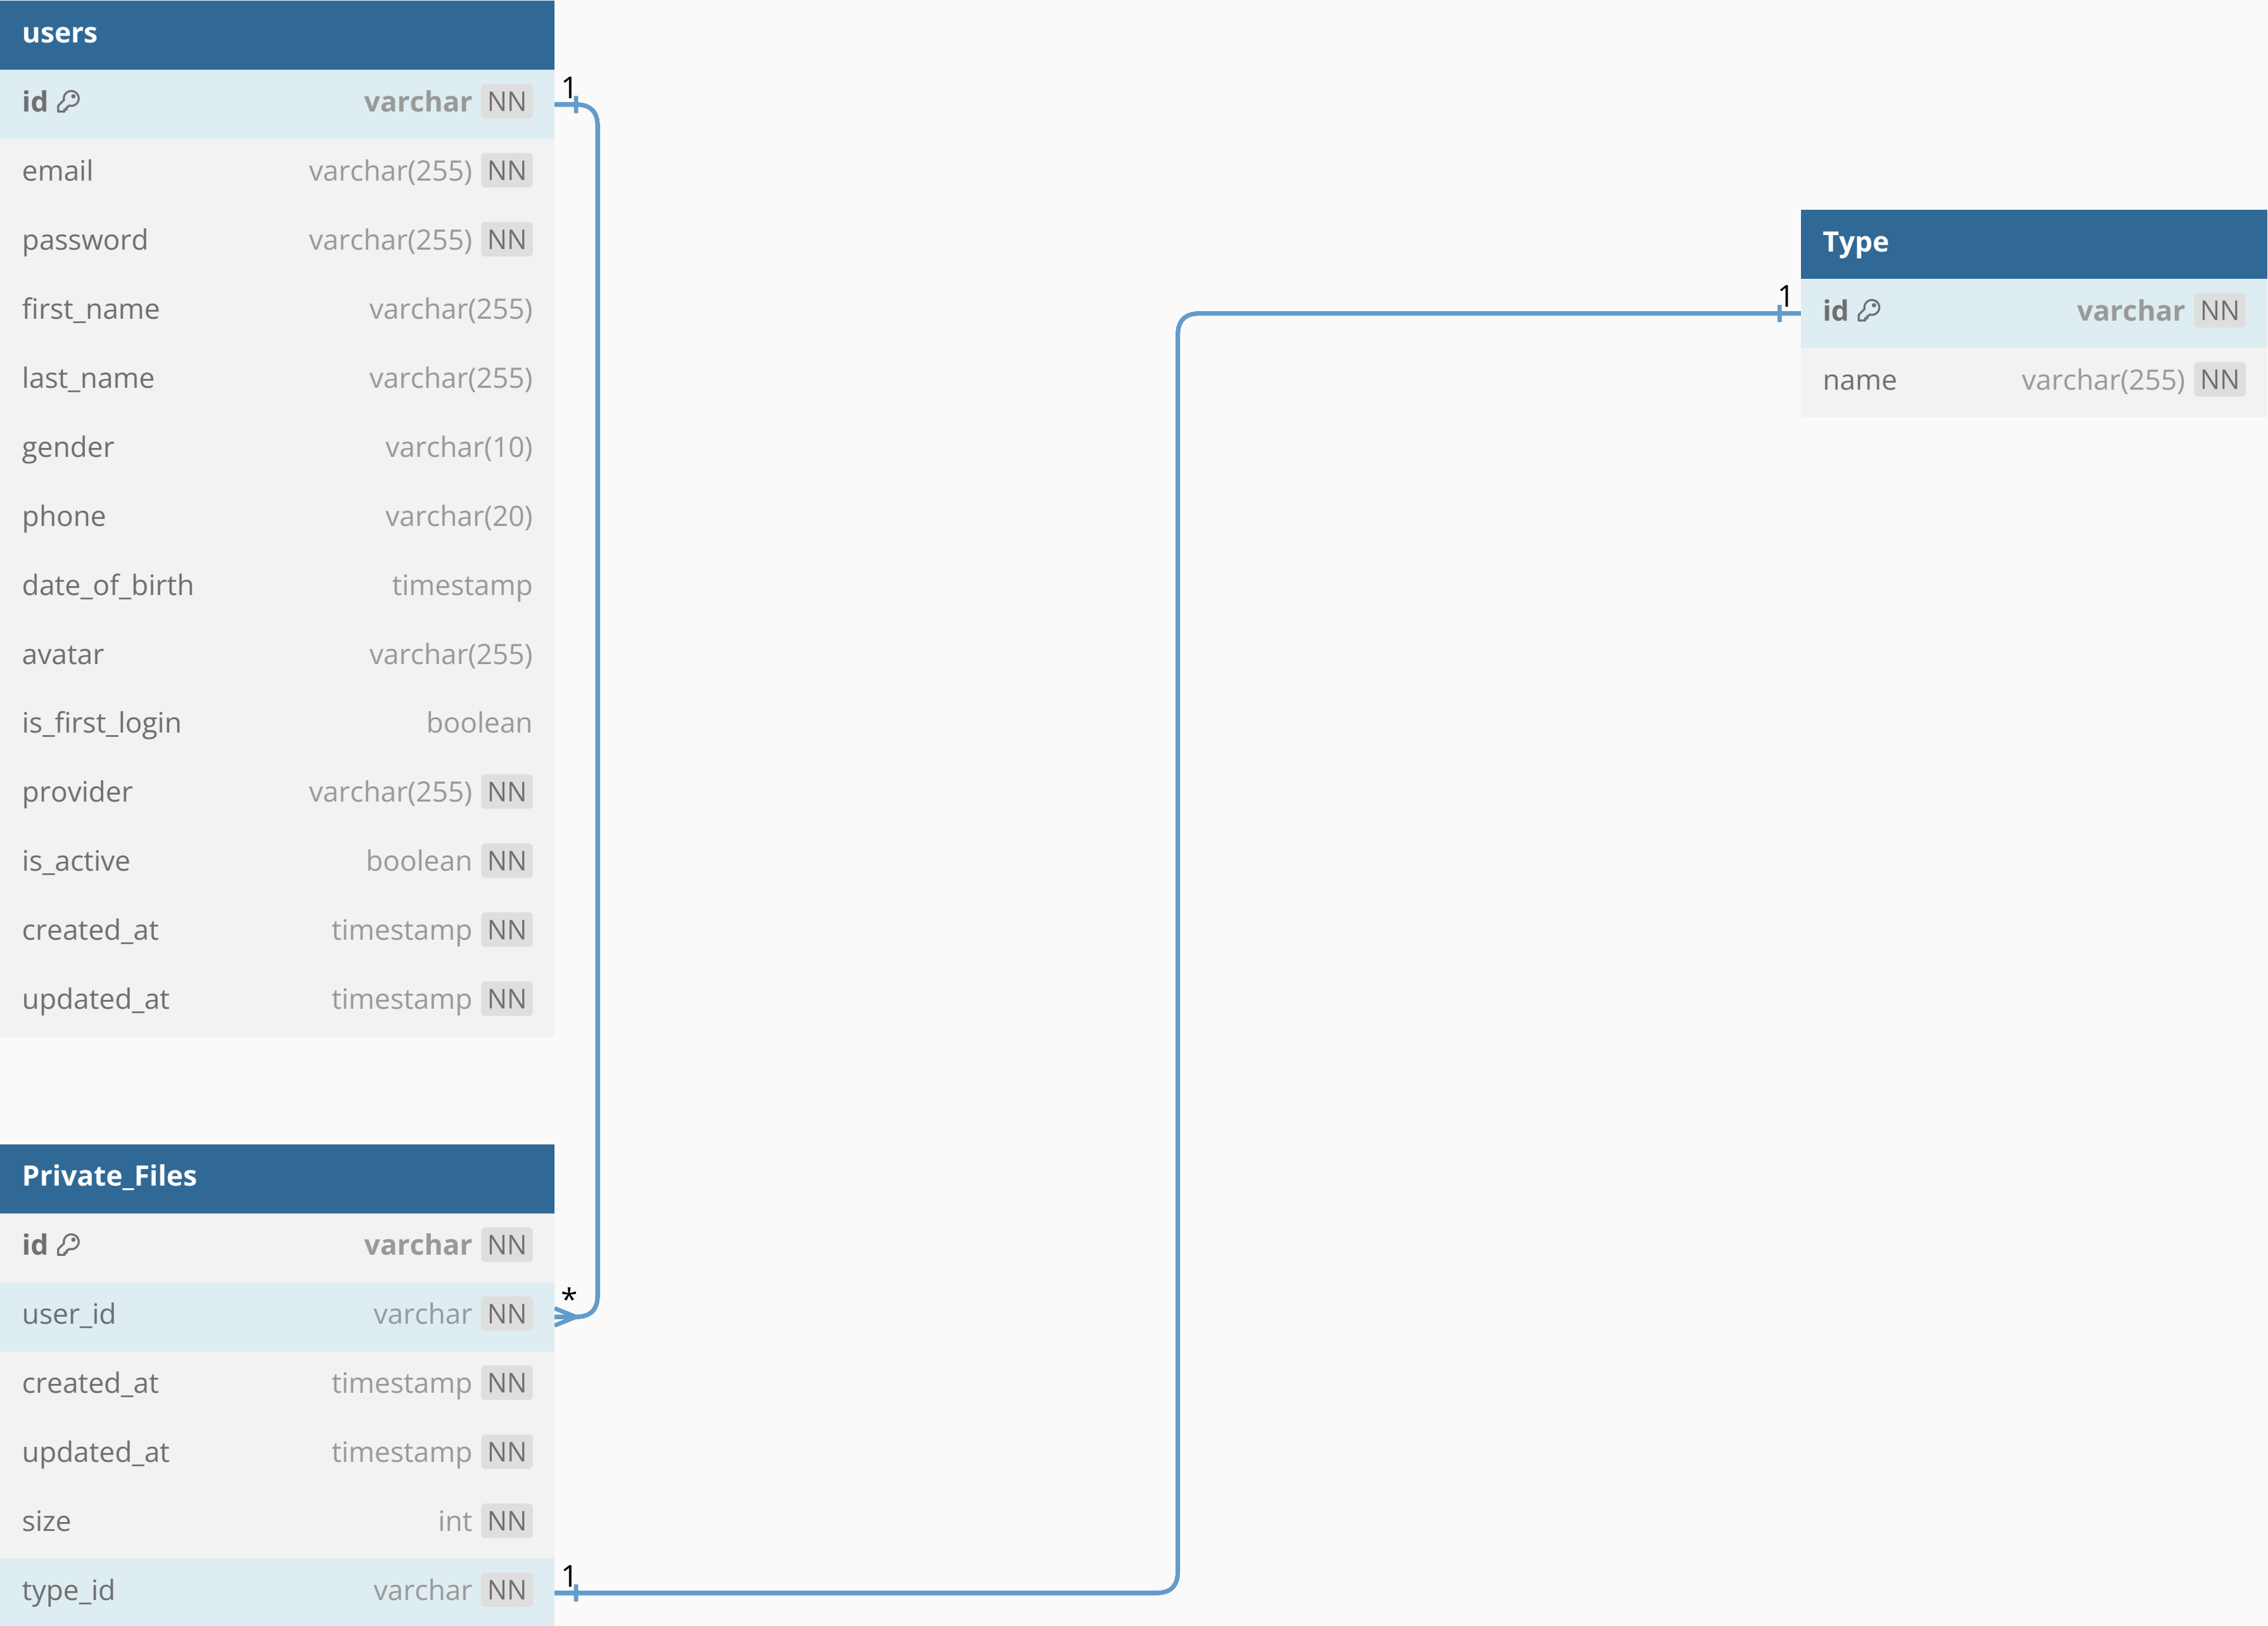 users
id varchar NN
1
email varchar(255) NN
password varchar(255) NN
first_name varchar(255)
last_name varchar(255)
gender varchar(10)
phone varchar(20)
date_of_birth timestamp
avatar varchar(255)
is_first_login boolean
provider varchar(255) NN
is_active boolean NN
created_at timestamp NN
updated_at timestamp NN
Type
1
id varchar NN
name varchar(255) NN
Private_Files
id varchar NN
*
user_id varchar NN
created_at timestamp NN
updated_at timestamp NN
size int NN
1
type_id varchar NN